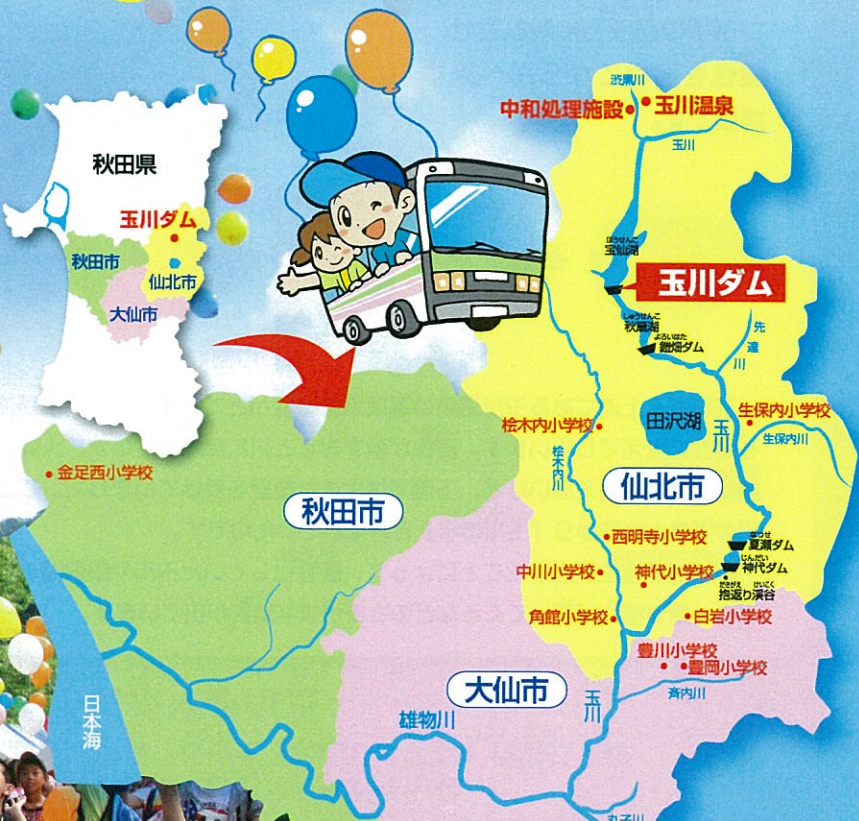 秋田県
玉川ダム
秋田市
仙北市
大仙市
渋黒川
中和処理施設
玉川温泉
玉川
ほうせんこ
宝仙湖
玉川ダム
しゅうせんこ
秋扇湖
よろいはた
鎧畑ダム
先達川
桧木内小学校
田沢湖
玉川
生保内小学校
生保内川
桧木内川
金足西小学校
秋田市
仙北市
西明寺小学校
なつせ
夏瀬ダム
じんだい
神代ダム
中川小学校
神代小学校
だきがえ けいこく
抱返り渓谷
角館小学校
白岩小学校
豊川小学校
豊岡小学校
大仙市
玉川
斉内川
日本海
雄物川
丸子川